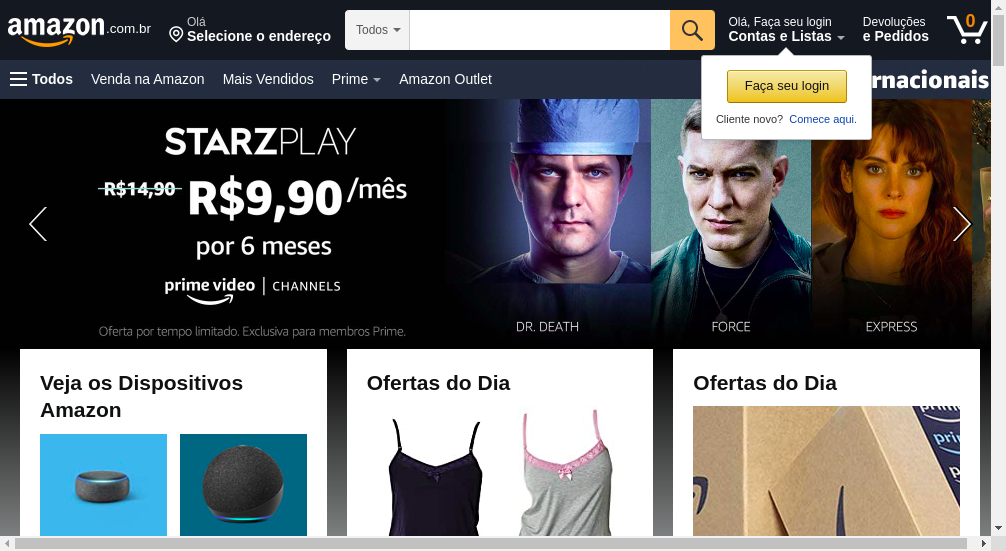 amazon.com.br
Olá
Selecione o endereço
Todos
Olá, Faça seu login
Contas e Listas
Devoluções
e Pedidos
0
Todos
Venda na Amazon
Mais Vendidos
Prime
Amazon Outlet
Faça seu login
Cliente novo? Comece aqui.
STARZPLAY
R$14,90 R$9,90/mês
por 6 meses
prime video | CHANNELS
Oferta por tempo limitado. Exclusiva para membros Prime.
DR. DEATH
FORCE
EXPRESS
Veja os Dispositivos
Amazon
Ofertas do Dia
Ofertas do Dia